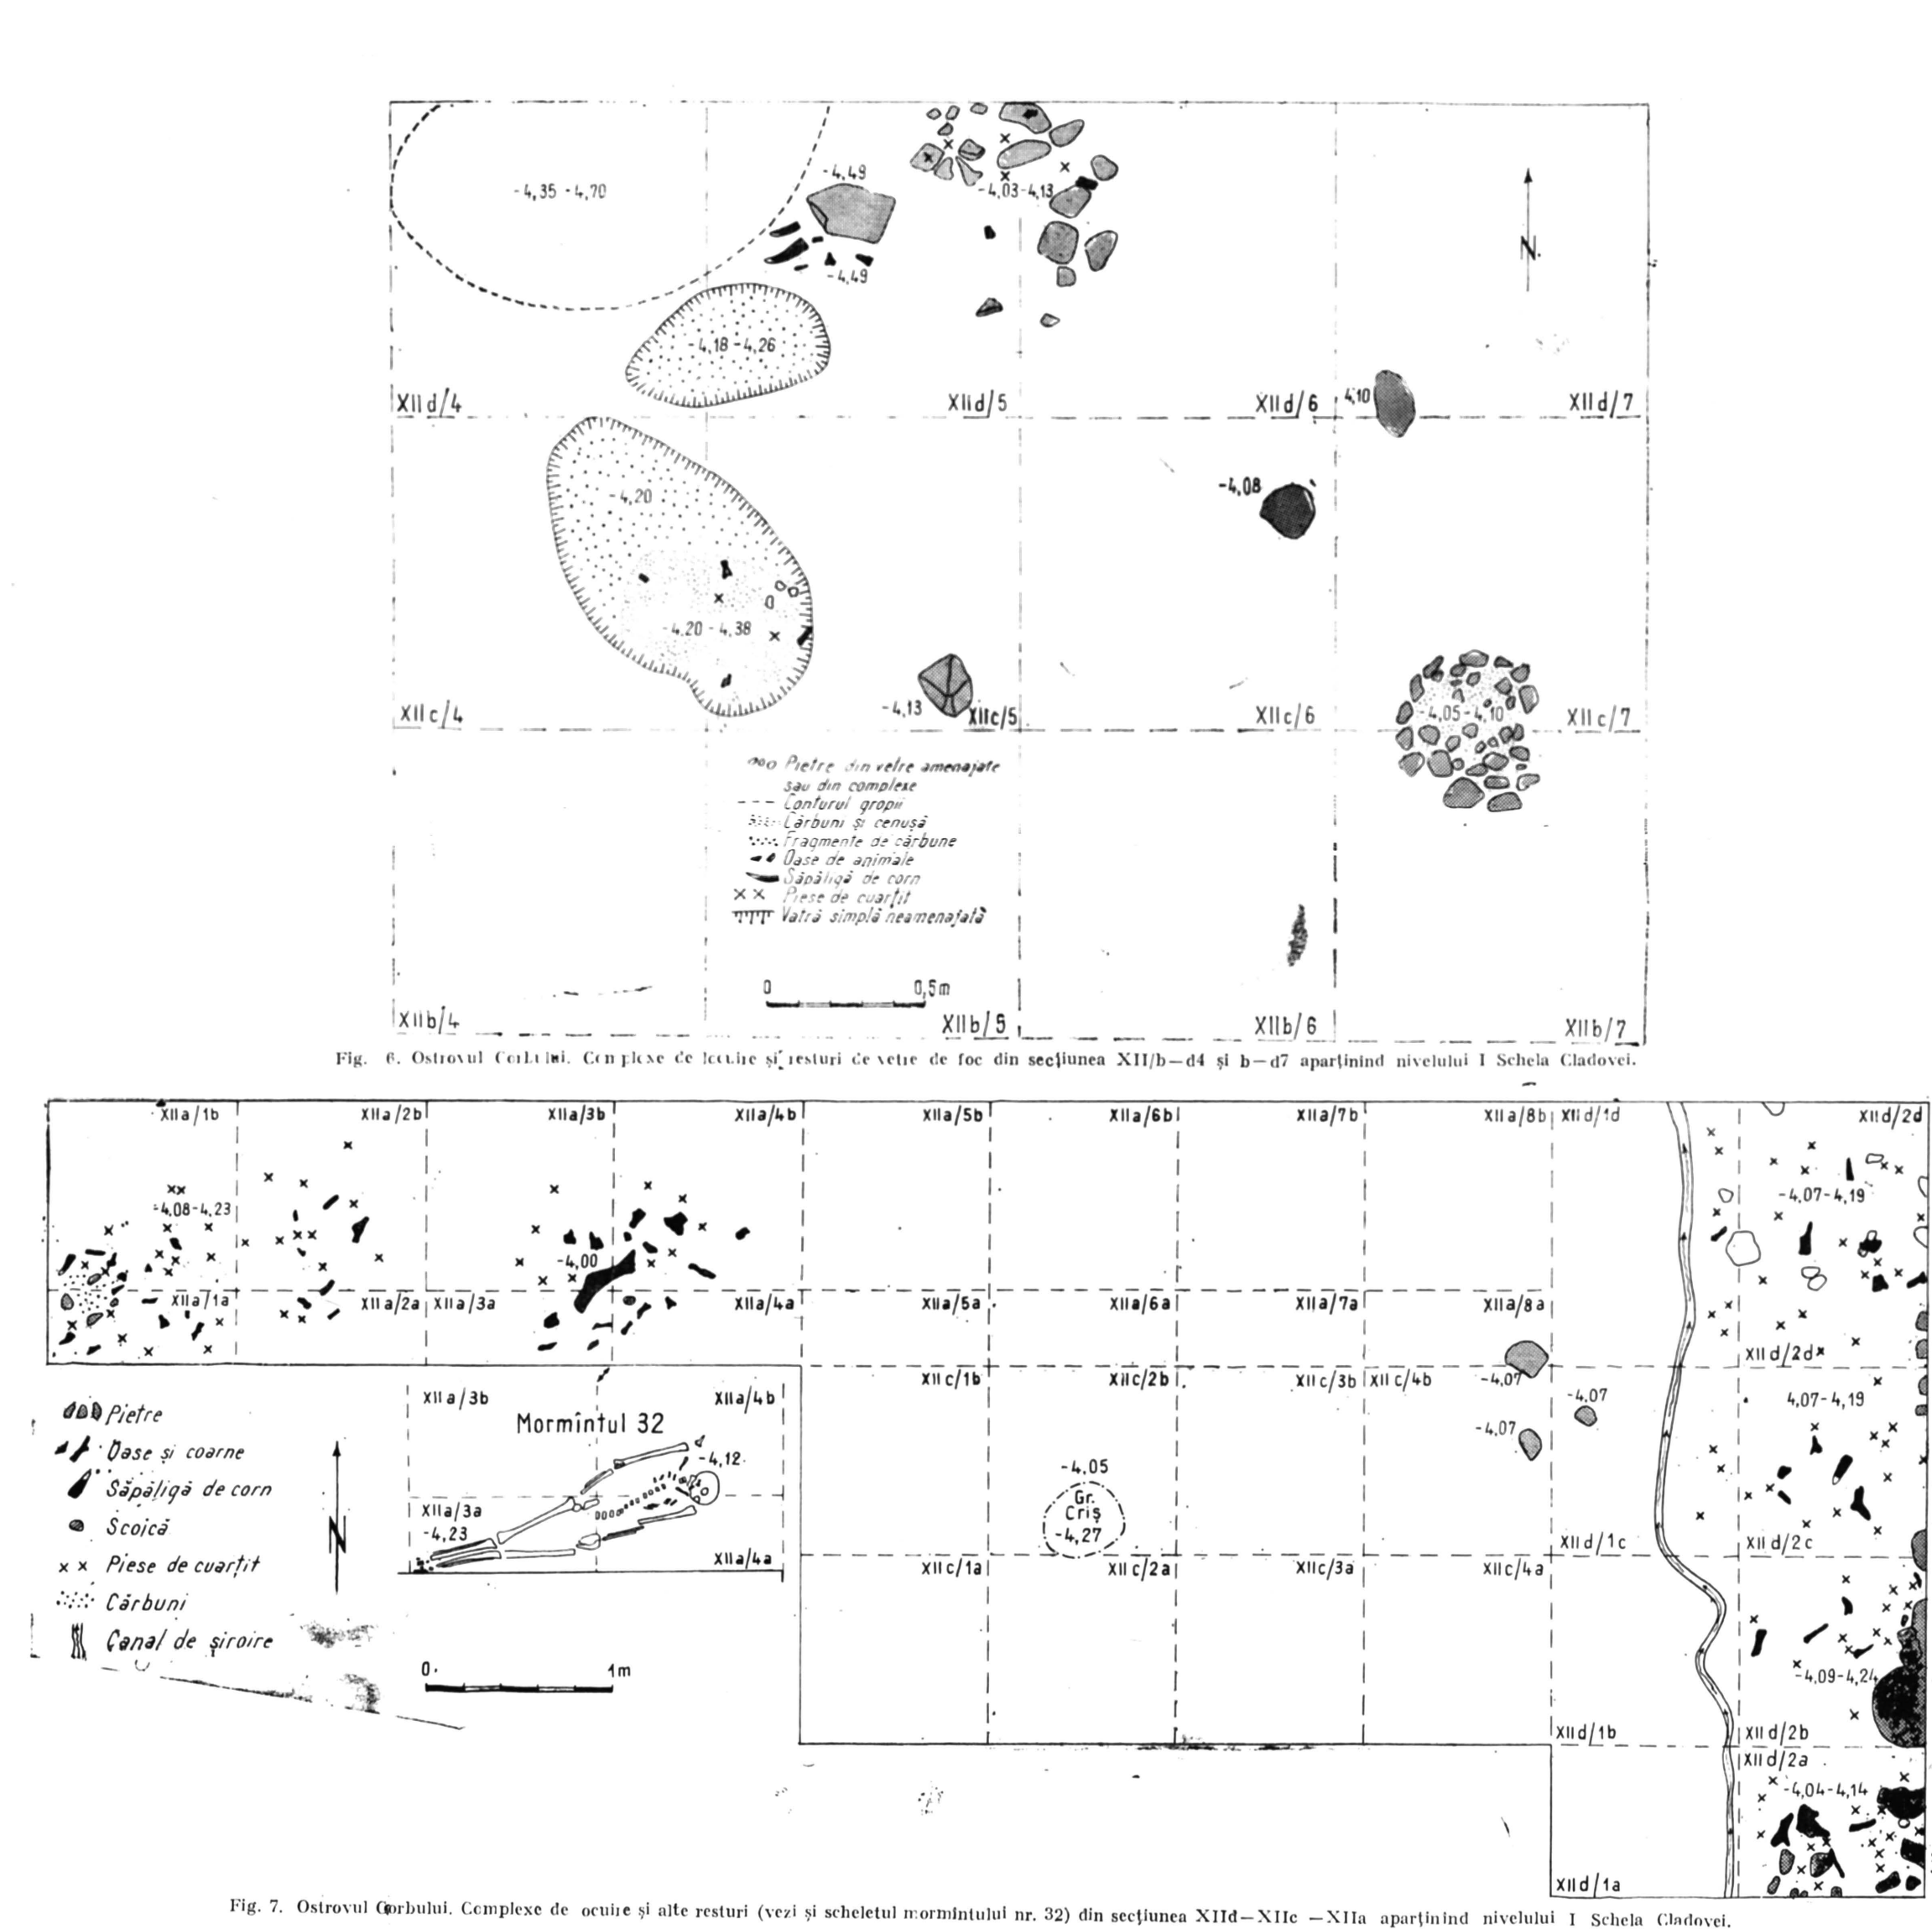 -4,35 -4,70
-4,49
-4,03-4,13
-4,49
N
-4,18 -4,26
XII d/4
XII d/5
XII d/6
4,10
XII d/7
-4,20
-4,08
-4,20 - 4,38
-4,13
-4,05-4,10
XII c/4
XII c/5
XII c/6
XII c/7
Pietre din vetre amenajate
sau din complexe
Conturul gropii
Cărbuni și cenușă
Fragmente de cărbune
Oase de animale
Săpăligă de corn
Piese de cuarțit
Vatră simplă neamenajată
0 0,5m
XII b/4
XII b/5
XII b/6
XII b/7
Fig. 6. Ostrovul Corbului. Complexe de locuire și resturi de vetre de foc din secțiunea XII/b—d4 și b—d7 aparținind nivelului I Schela Cladovei.
XII a/1b
XII a/2b
XII a/3b
XII a/4b
XII a/5b
XII a/6b
XII a/7b
XII a/8b
XII d/1d
XII d/2d
-4,08-4,23
-4,07-4,19
-4,00
XII a/1a
XII a/2a
XII a/3a
XII a/4a
XII a/5a
XII a/6a
XII a/7a
XII a/8a
XII d/2d
XII c/1b
XII c/2b
XII c/3b
XII c/4b
-4,07
-4,07
4,07-4,19
-4,07
Pietre
Oase și coarne
Săpăligă de corn
Scoică
Piese de cuarțit
Cărbuni
Canal de șiroire
N
XII a/3b
XII a/4b
Mormîntul 32
-4,12
XII a/3a
-4,23
XII a/4a
0 1m
-4,05
Gr.
Criș
-4,27
XII d/1c
XII d/2c
XII c/1a
XII c/2a
XII c/3a
XII c/4a
-4,09-4,24
XII d/1b
XII d/2b
XII d/2a
-4,04-4,14
XII d/1a
Fig. 7. Ostrovul Corbului. Complexe de ocuire și alte resturi (vezi și scheletul mormintului nr. 32) din secțiunea XIId—XIIc —XIIa aparținind nivelului I Schela Cladovei.